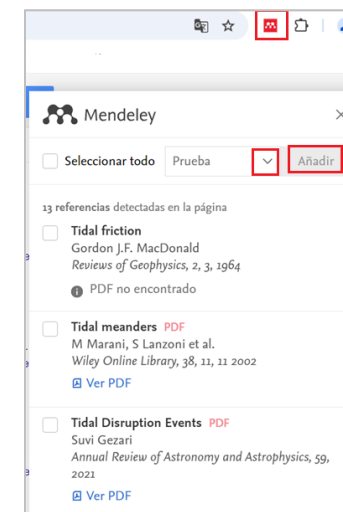 Mendeley
Seleccionar todo Prueba Añadir
13 referencias detectadas en la página
Tidal friction
Gordon J.F. MacDonald
Reviews of Geophysics, 2, 3, 1964
PDF no encontrado
Tidal meanders PDF
M Marani, S Lanzoni et al.
Wiley Online Library, 38, 11, 11 2002
Ver PDF
Tidal Disruption Events PDF
Suvi Gezari
Annual Review of Astronomy and Astrophysics, 59,
2021
Ver PDF